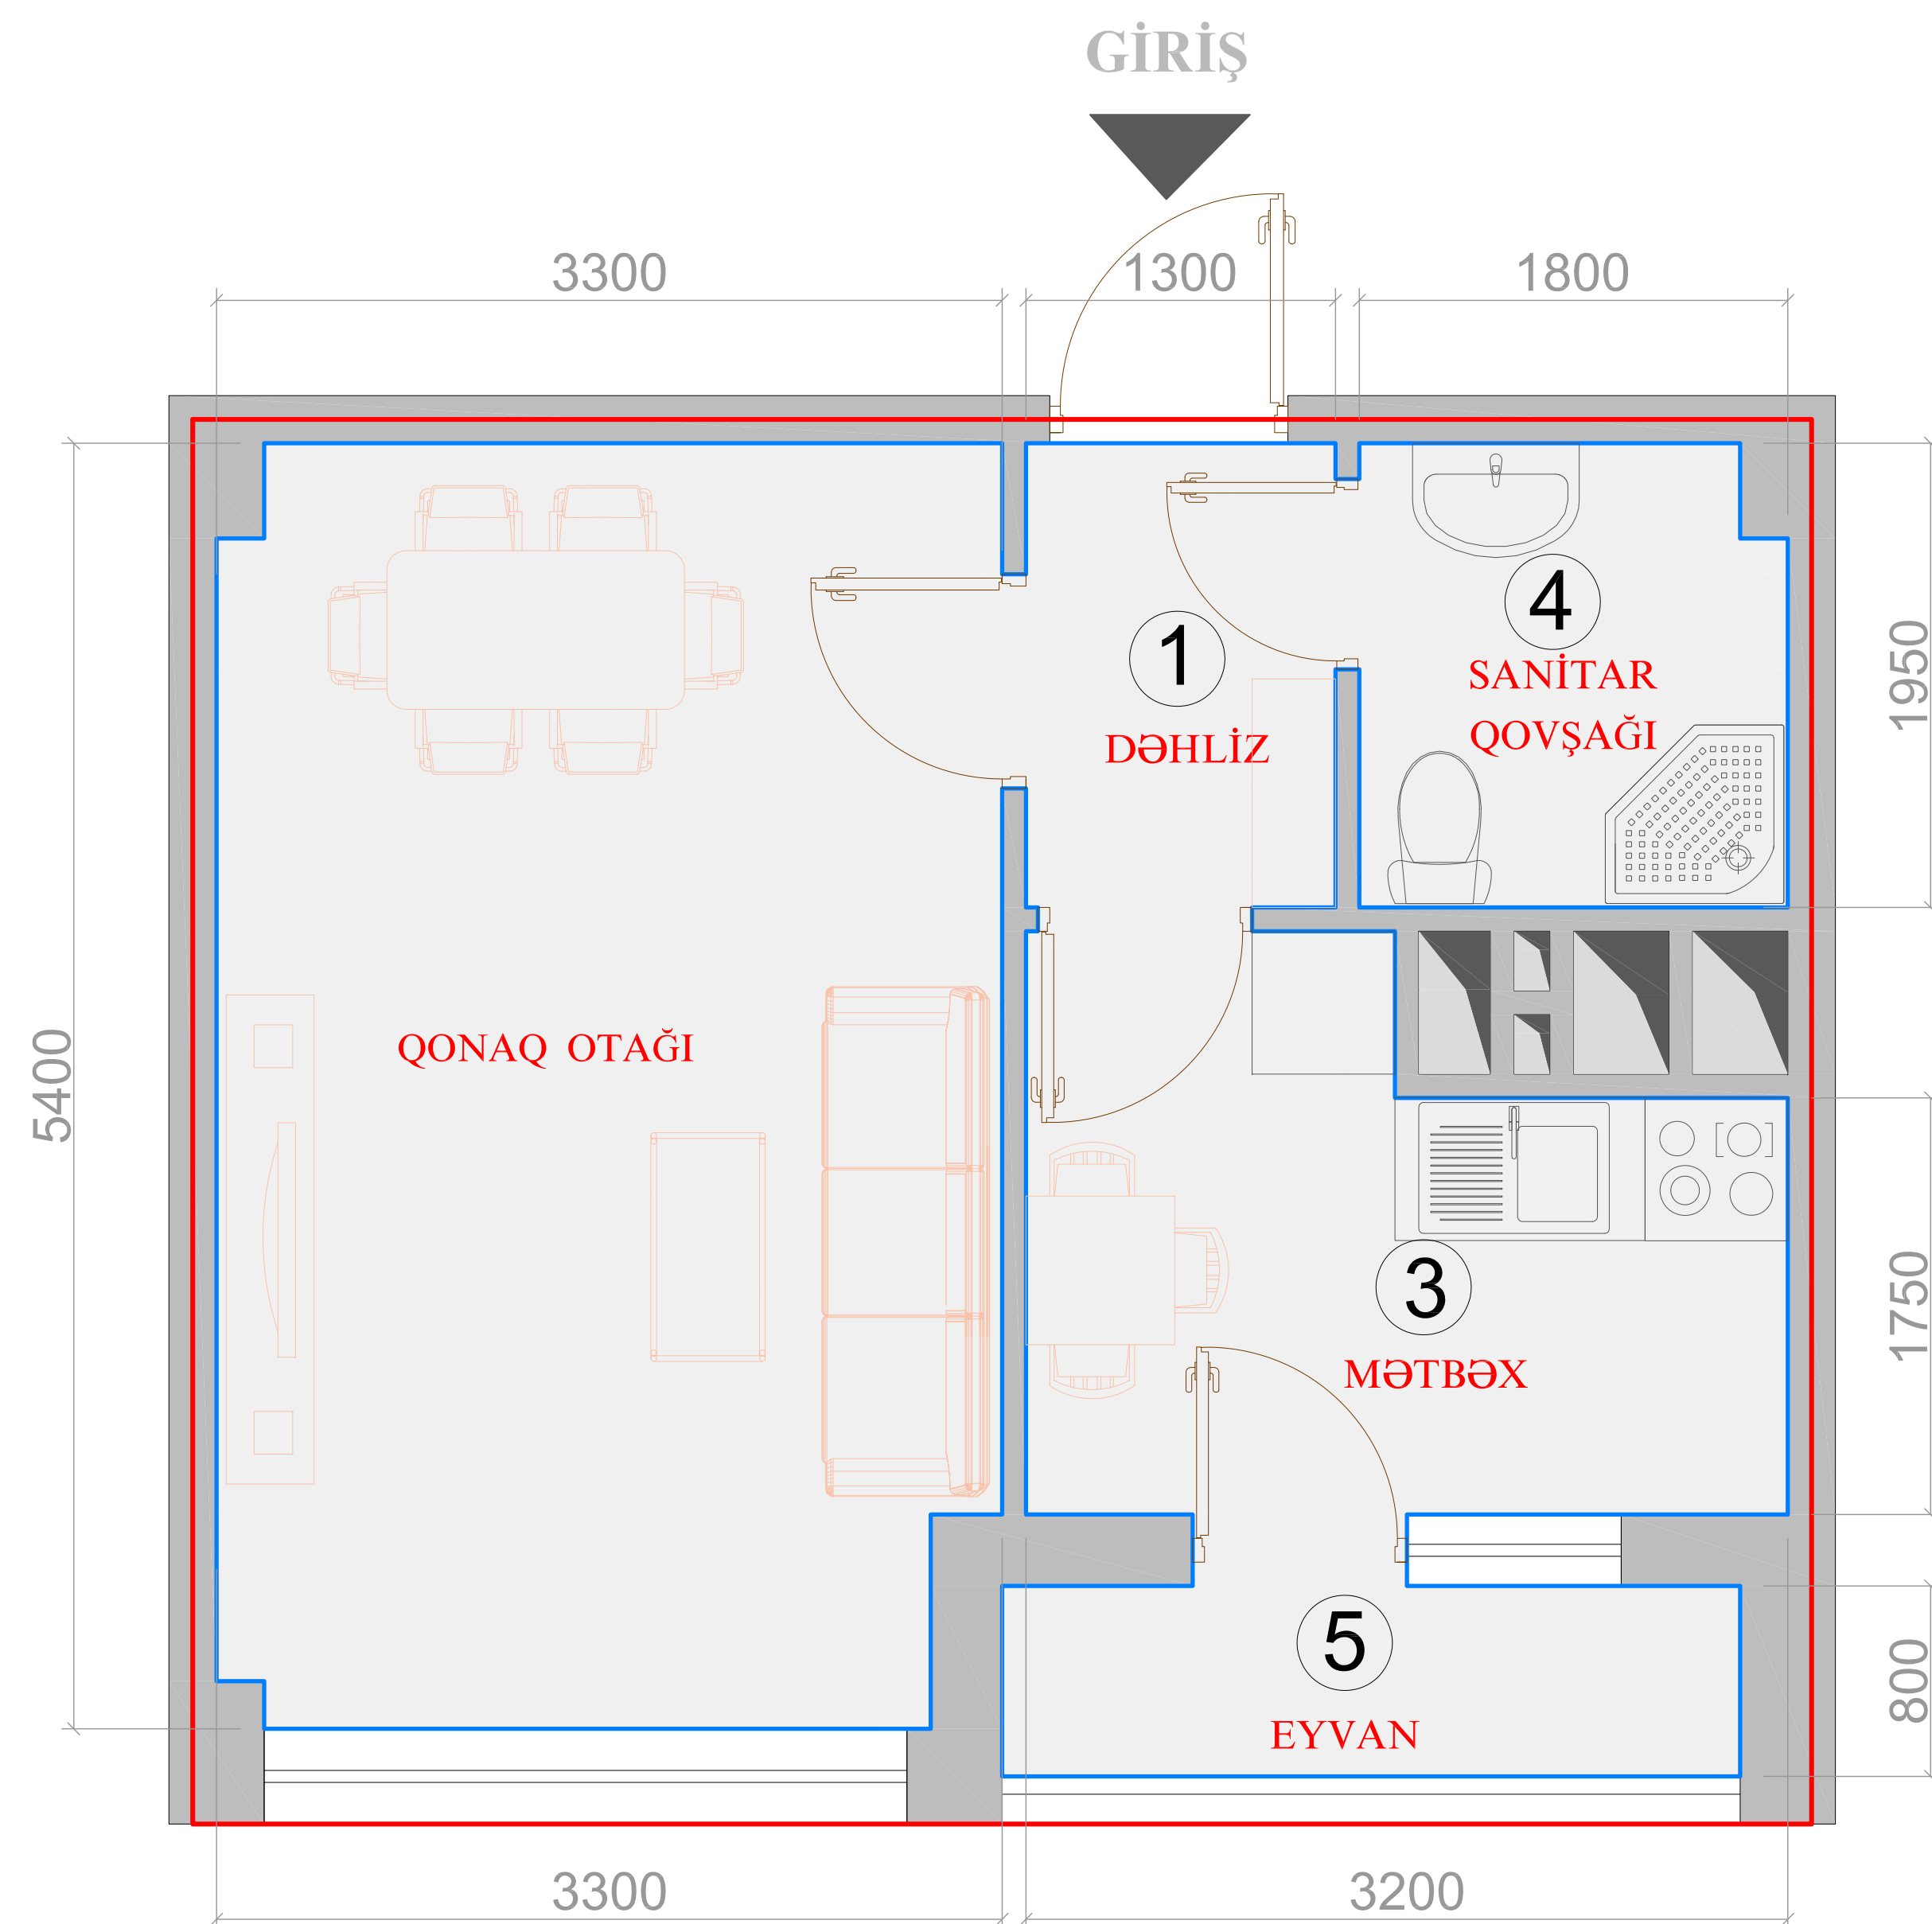 GİRİŞ
3300
1300
1800
4
1
SANİTAR
QOVŞAĞI
DƏHLİZ
1950
QONAQ OTAĞI
5400
3
1750
MƏTBƏX
5
800
EYVAN
3300
3200